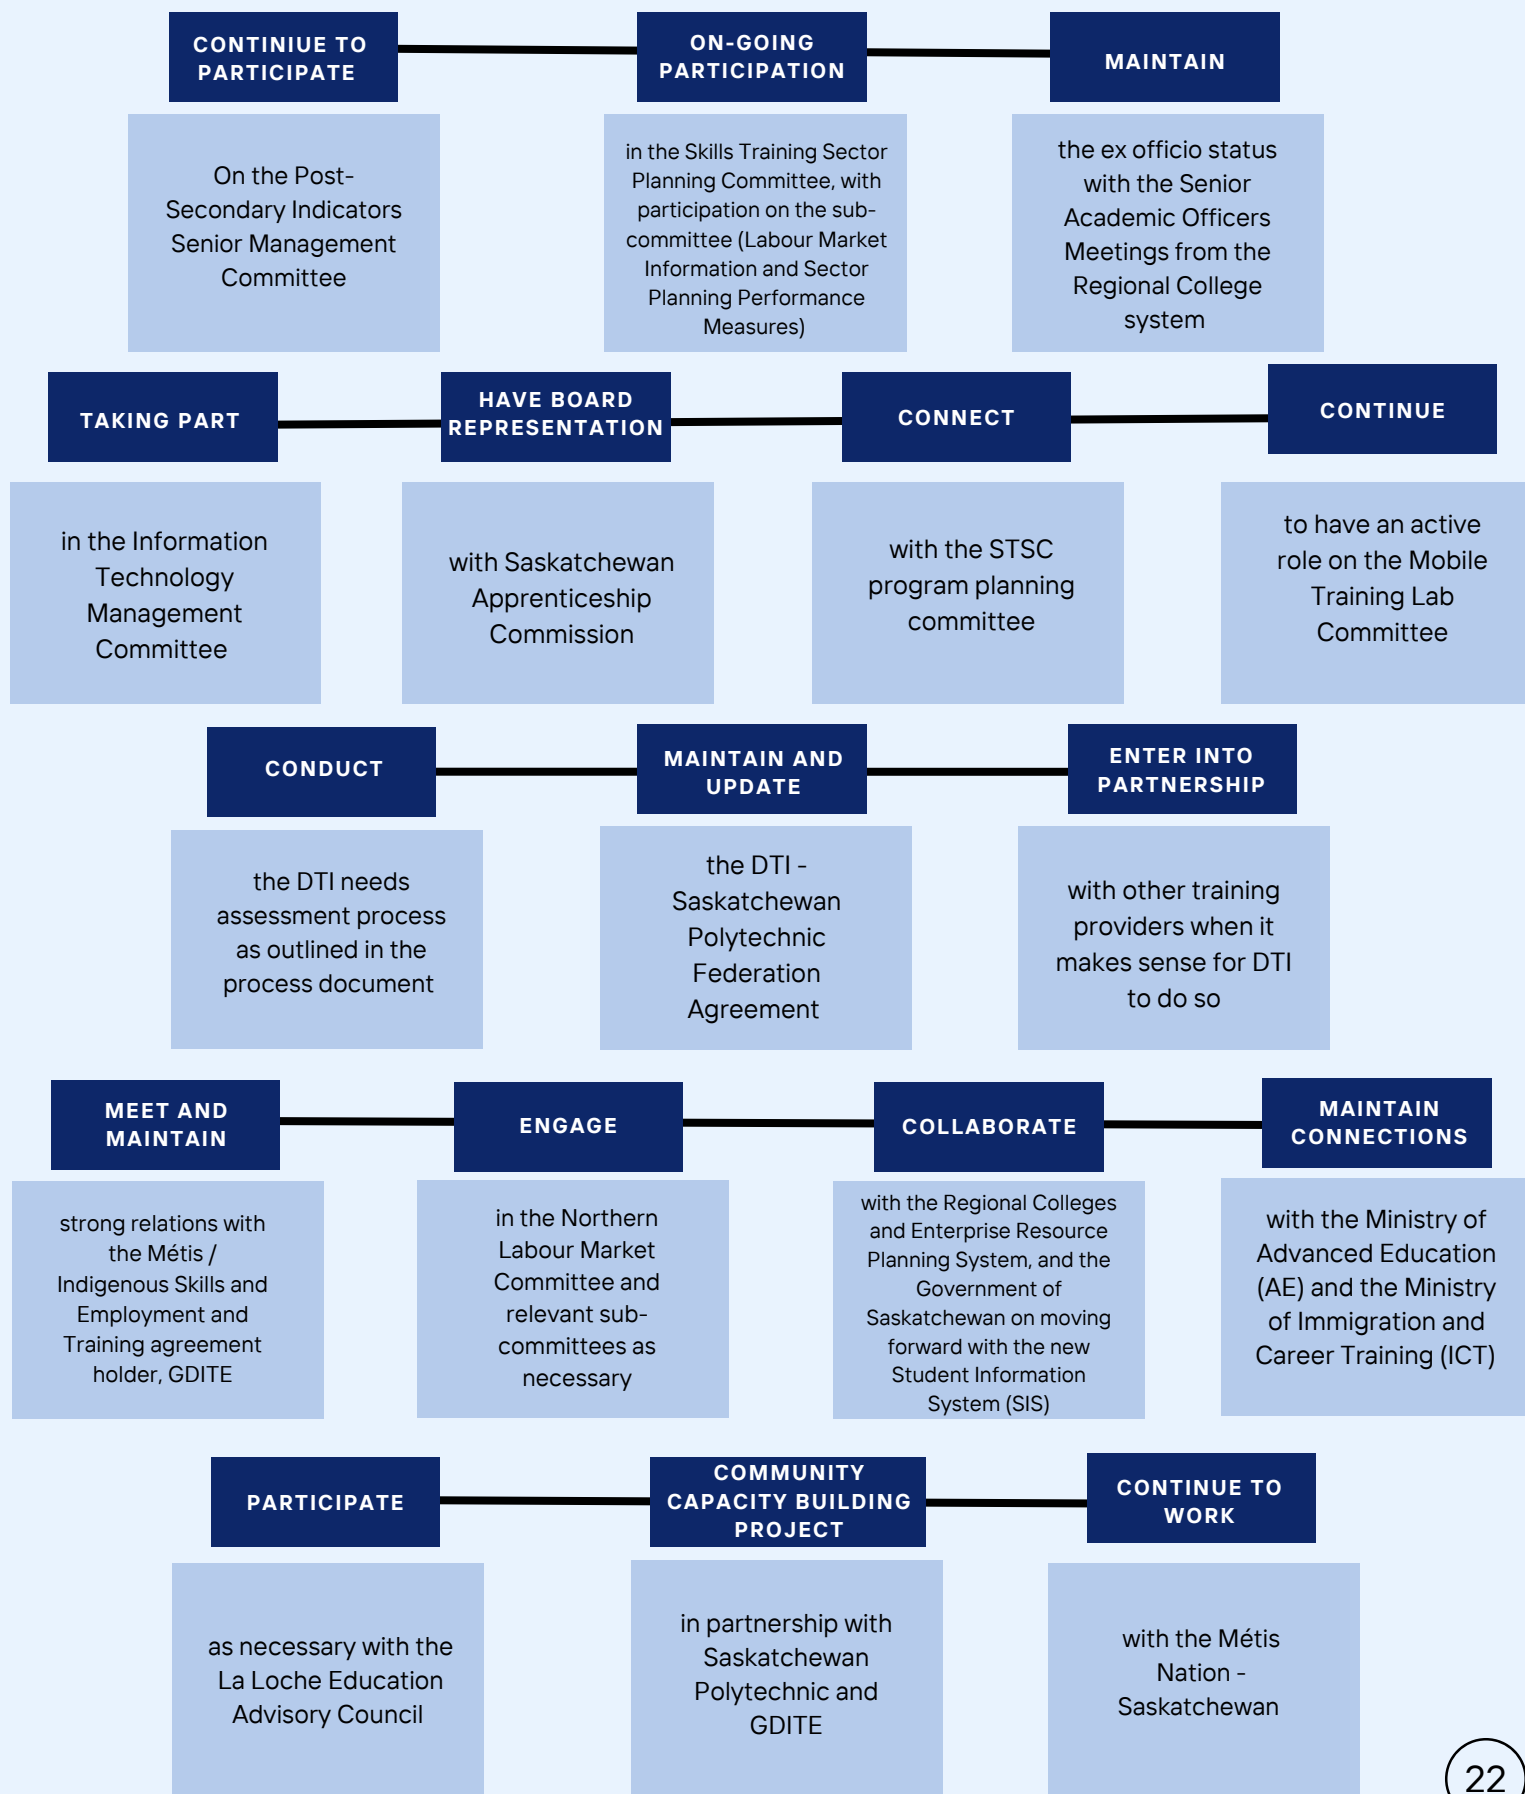 CONTINIUE TO
PARTICIPATE
On the Post-
Secondary Indicators
Senior Management
Committee
ON-GOING
PARTICIPATION
in the Skills Training Sector
Planning Committee, with
participation on the sub-
committee (Labour Market
Information and Sector
Planning Performance
Measures)
MAINTAIN
the ex officio status
with the Senior
Academic Officers
Meetings from the
Regional College
system
TAKING PART
in the Information
Technology
Management
Committee
HAVE BOARD
REPRESENTATION
with Saskatchewan
Apprenticeship
Commission
CONNECT
with the STSC
program planning
committee
CONTINUE
to have an active
role on the Mobile
Training Lab
Committee
CONDUCT
the DTI needs
assessment process
as outlined in the
process document
MAINTAIN AND
UPDATE
the DTI -
Saskatchewan
Polytechnic
Federation
Agreement
ENTER INTO
PARTNERSHIP
with other training
providers when it
makes sense for DTI
to do so
MEET AND
MAINTAIN
strong relations with
the Métis /
Indigenous Skills and
Employment and
Training agreement
holder, GDITE
ENGAGE
in the Northern
Labour Market
Committee and
relevant sub-
committees as
necessary
COLLABORATE
with the Regional Colleges
and Enterprise Resource
Planning System, and the
Government of
Saskatchewan on moving
forward with the new
Student Information
System (SIS)
MAINTAIN
CONNECTIONS
with the Ministry of
Advanced Education
(AE) and the Ministry
of Immigration and
Career Training (ICT)
PARTICIPATE
as necessary with the
La Loche Education
Advisory Council
COMMUNITY
CAPACITY BUILDING
PROJECT
in partnership with
Saskatchewan
Polytechnic and
GDITE
CONTINUE TO
WORK
with the Métis
Nation -
Saskatchewan
22